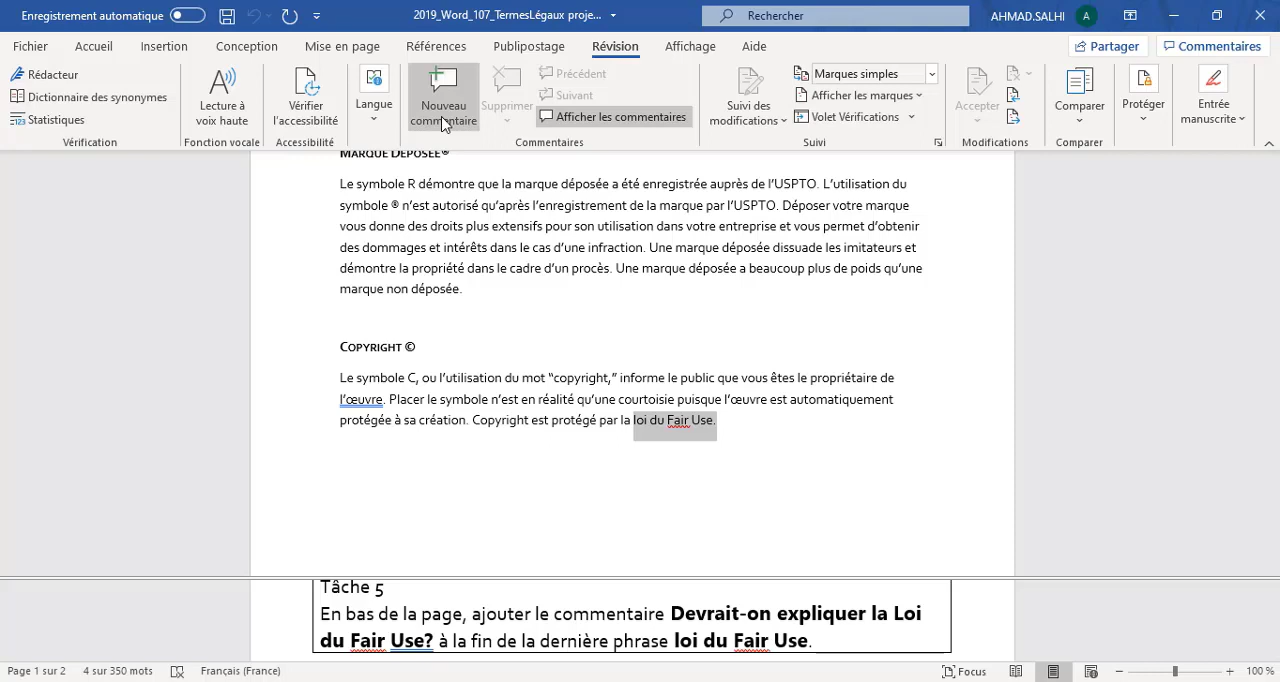 Enregistrement automatique
2019_Word_107_TermesLégaux proje...
Rechercher
AHMAD.SALHI
A
Fichier Accueil Insertion Conception Mise en page Références Publipostage Révision Affichage Aide
Partager Commentaires
Rédacteur
Dictionnaire des synonymes
Statistiques
Vérification
Lecture à
voix haute
Fonction vocale
Vérifier
l'accessibilité
Accessibilité
Langue
Nouveau
commentaire
Supprimer
Précédent
Suivant
Afficher les commentaires
Commentaires
Suivi des
modifications
Marques simples
Afficher les marques
Volet Vérifications
Suivi
Accepter
Modifications
Comparer
Comparer
Protéger
Entrée
manuscrite
MARQUE DÉPOSÉE®
Le symbole R démontre que la marque déposée a été enregistrée auprès de l’USPTO. L’utilisation du
symbole ® n’est autorisé qu’après l’enregistrement de la marque par l’USPTO. Déposer votre marque
vous donne des droits plus extensifs pour son utilisation dans votre entreprise et vous permet d’obtenir
des dommages et intérêts dans le cas d’une infraction. Une marque déposée dissuade les imitateurs et
démontre la propriété dans le cadre d’un procès. Une marque déposée a beaucoup plus de poids qu’une
marque non déposée.
COPYRIGHT ©
Le symbole C, ou l’utilisation du mot “copyright,” informe le public que vous êtes le propriétaire de
l’œuvre. Placer le symbole n’est en réalité qu’une courtoisie puisque l’œuvre est automatiquement
protégée à sa création. Copyright est protégé par la loi du Fair Use.
Tâche 5
En bas de la page, ajouter le commentaire Devrait-on expliquer la Loi
du Fair Use? à la fin de la dernière phrase loi du Fair Use.
Page 1 sur 2 4 sur 350 mots Français (France)
Focus
100 %